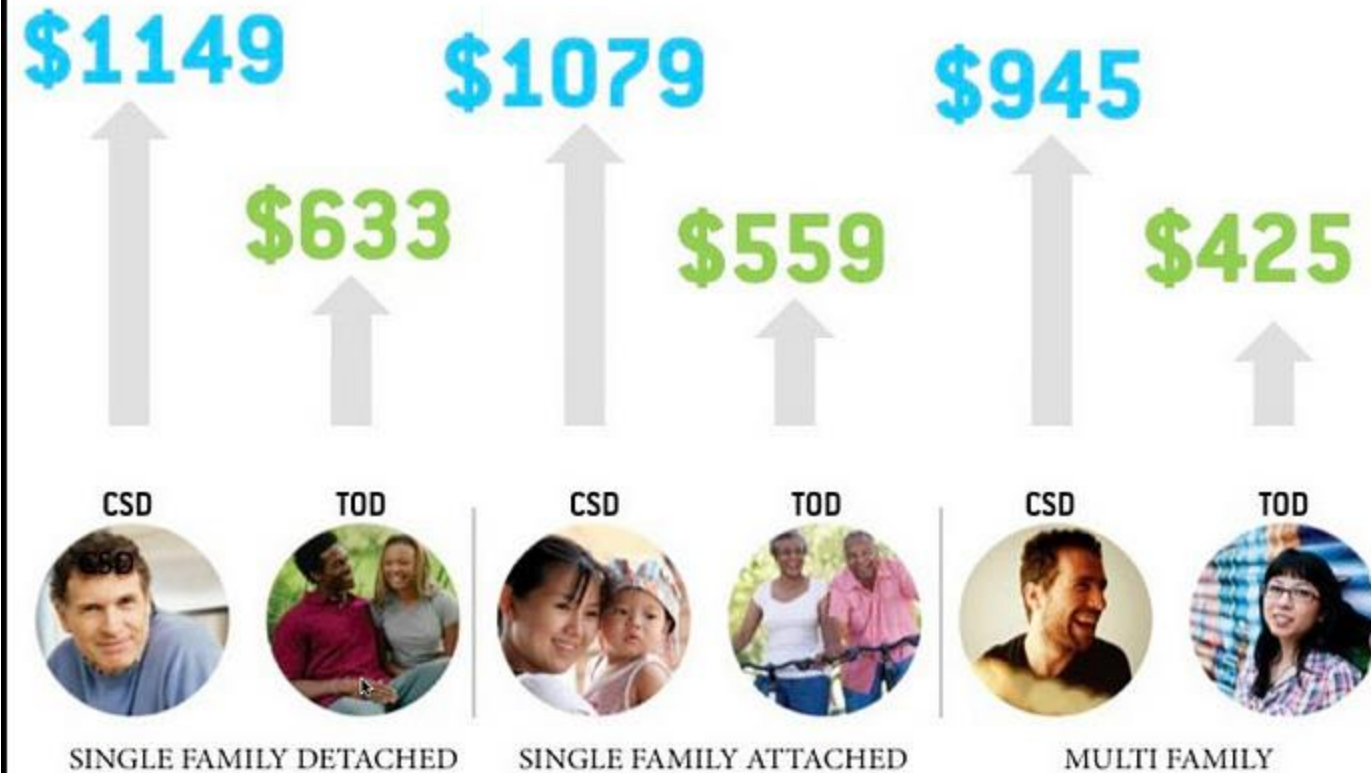 $1149
$1079
$945
$633
$559
$425
CSD
TOD
CSD
TOD
CSD
TOD
CSD
SINGLE FAMILY DETACHED
SINGLE FAMILY ATTACHED
MULTI FAMILY